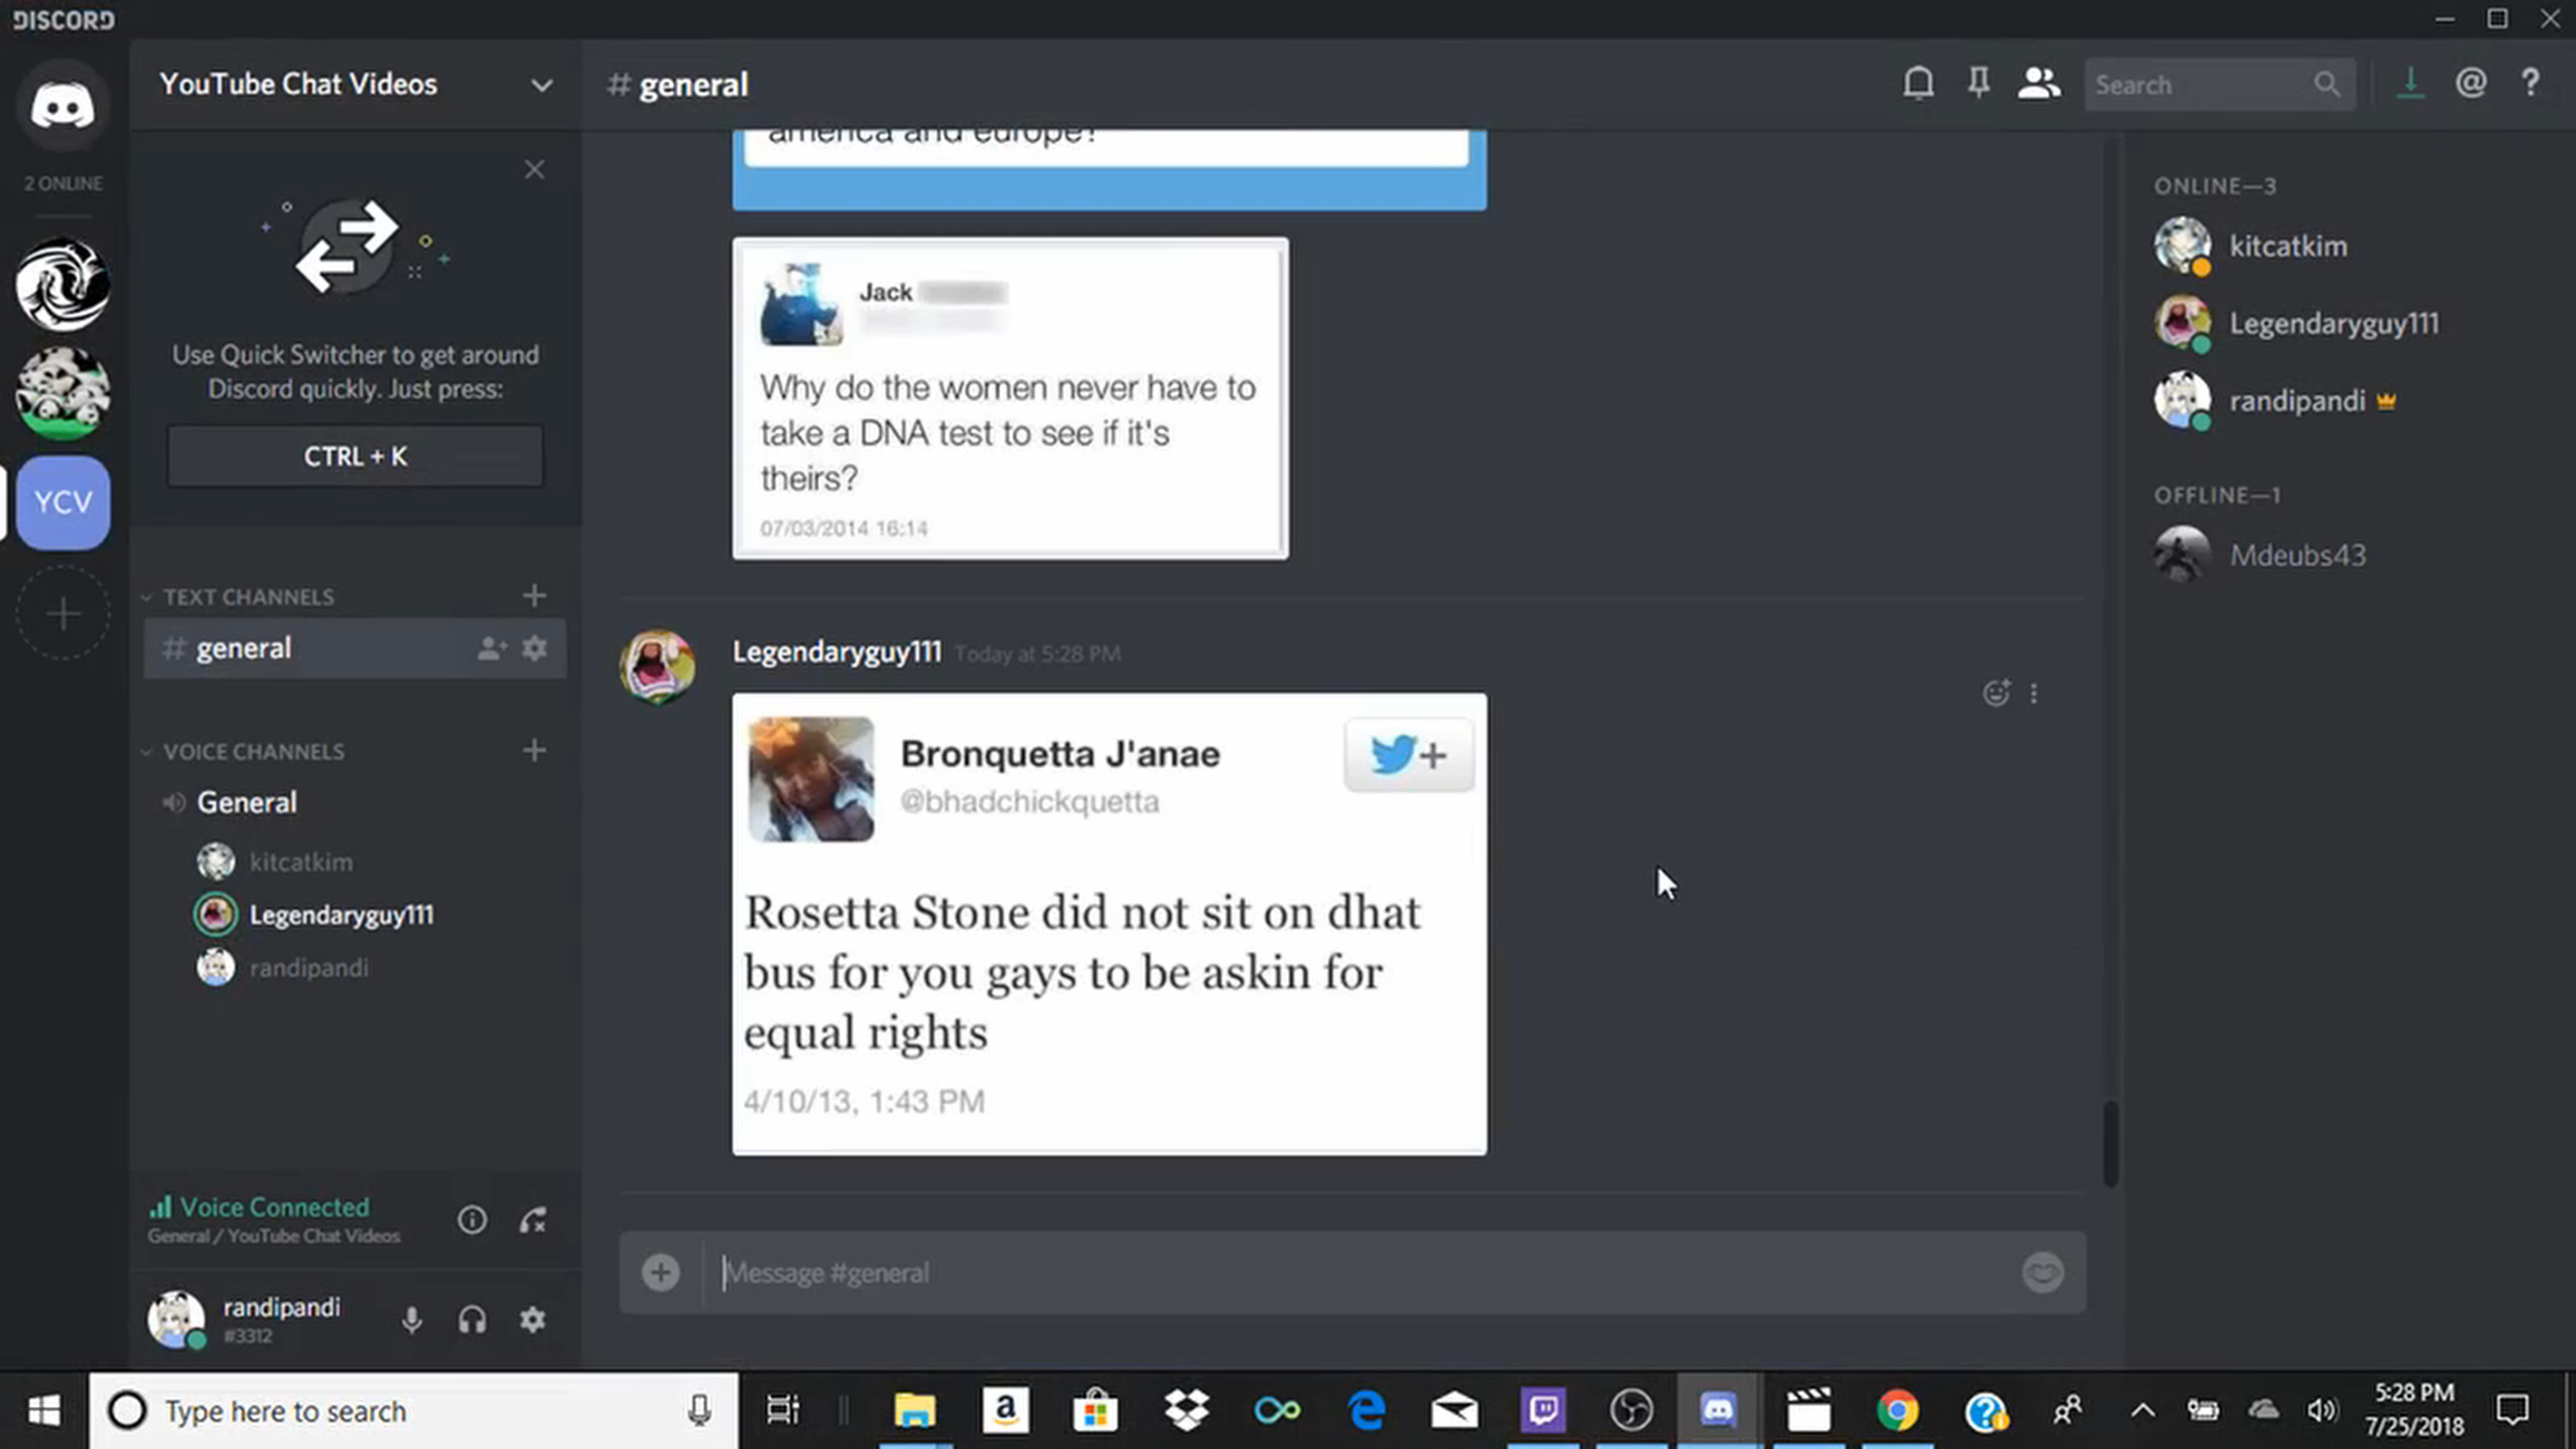 DISCORD
YouTube Chat Videos
# general
Search
2 ONLINE
Use Quick Switcher to get around
Discord quickly. Just press:
CTRL + K
YCV
TEXT CHANNELS
# general
VOICE CHANNELS
General
kitcatkim
Legendaryguy111
randipandi
Voice Connected
General / YouTube Chat Videos
randipandi
#3312
america and europe?
Jack
Why do the women never have to
take a DNA test to see if it's
theirs?
07/03/2014 16:14
Legendaryguy111 Today at 5:28 PM
Bronquetta J'anae
@bhadchickquetta
Rosetta Stone did not sit on dhat
bus for you gays to be askin for
equal rights
4/10/13, 1:43 PM
Message #general
ONLINE—3
kitcatkim
Legendaryguy111
randipandi
OFFLINE—1
Mdeubs43
Type here to search
5:28 PM
7/25/2018